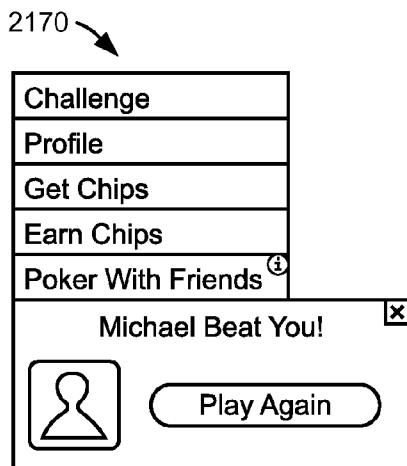 2170
Challenge
Profile
Get Chips
Earn Chips
Poker With Friends i
Michael Beat You!
Play Again